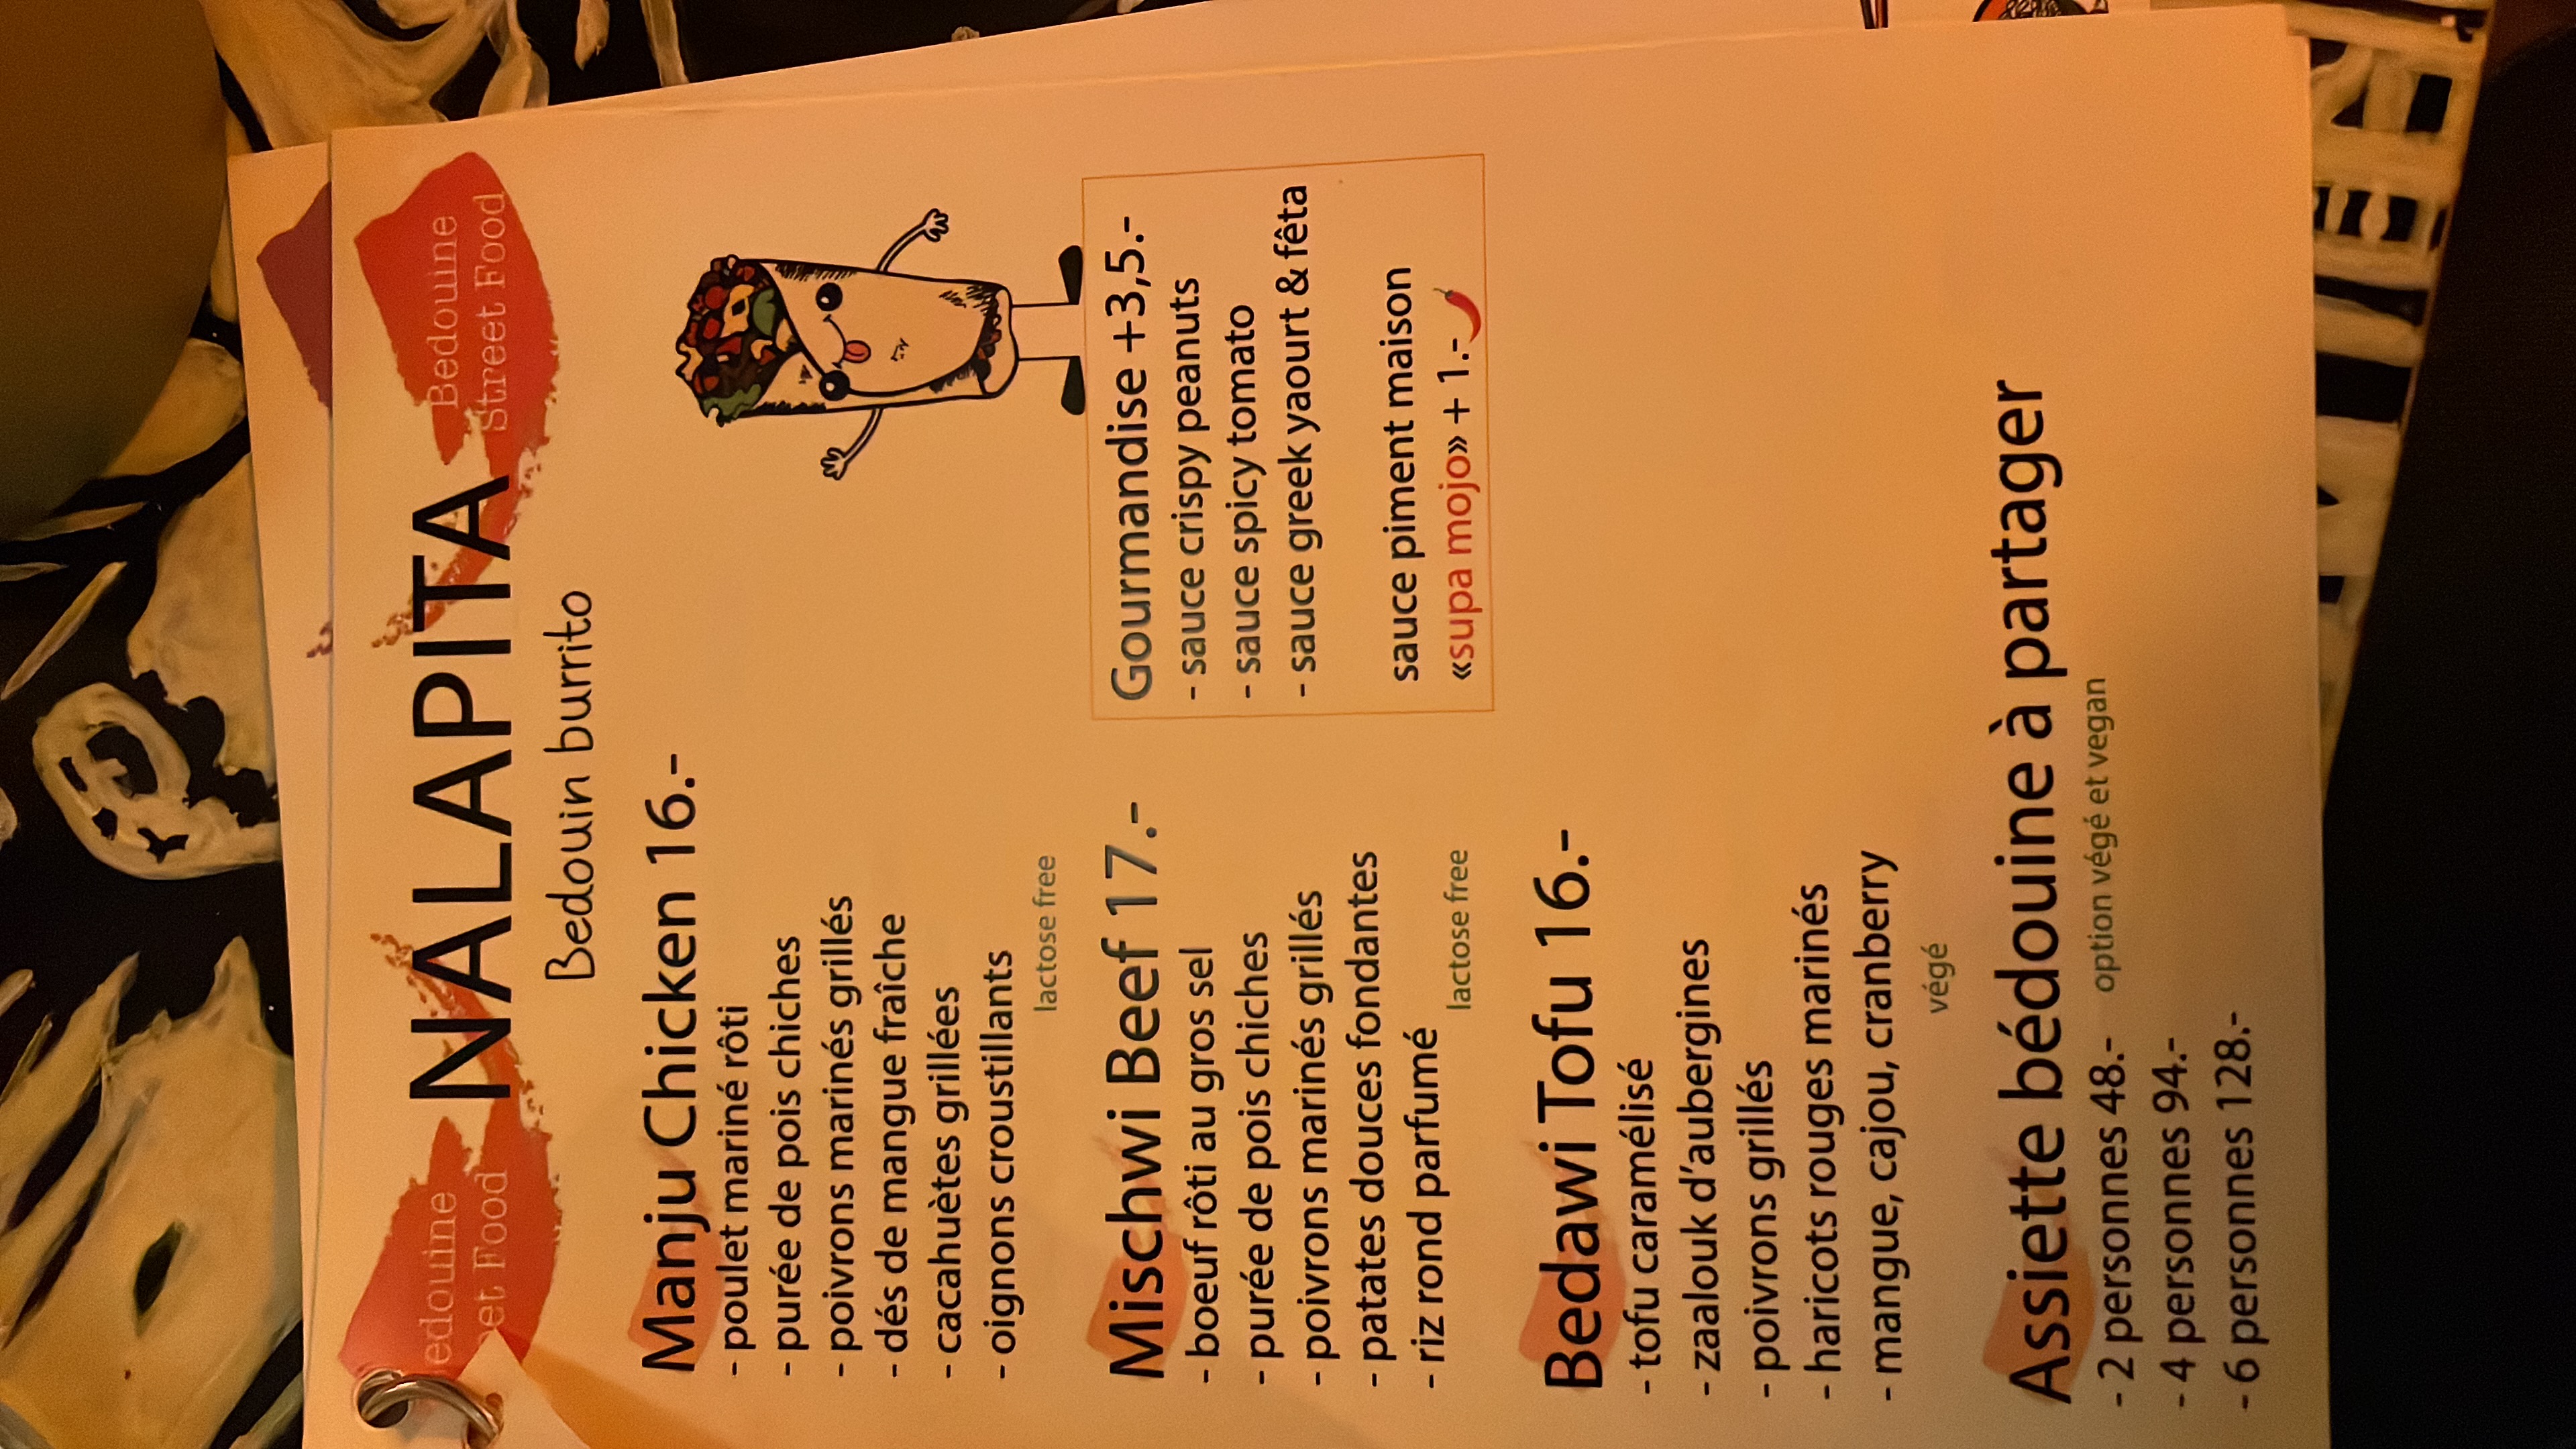 edouine
et Food
NALAPITA
Bedouine
Street Food
Bedouin burrito
Manju Chicken 16.-
- poulet mariné rôti
- purée de pois chiches
- poivrons marinés grillés
- dés de mangue fraîche
- cacahuètes grillées
- oignons croustillants
lactose free
Mischwi Beef 17.-
- boeuf rôti au gros sel
- purée de pois chiches
- poivrons marinés grillés
- patates douces fondantes
- riz rond parfumé
lactose free
Gourmandise +3,5.-
- sauce crispy peanuts
- sauce spicy tomato
- sauce greek yaourt & fêta
sauce piment maison
«supa mojo» + 1.-
Bedawi Tofu 16.-
- tofu caramélisé
- zaalouk d'aubergines
- poivrons grillés
- haricots rouges marinés
- mangue, cajou, cranberry
végé
Assiette bédouine à partager
- 2 personnes 48.- option végé et vegan
- 4 personnes 94.-
- 6 personnes 128.-